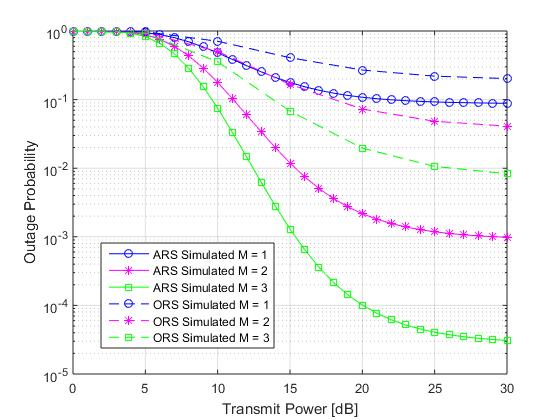 10^0
10^-1
10^-2
10^-3
10^-4
10^-5
Outage Probability
ARS Simulated M = 1
ARS Simulated M = 2
ARS Simulated M = 3
ORS Simulated M = 1
ORS Simulated M = 2
ORS Simulated M = 3
0 5 10 15 20 25 30
Transmit Power [dB]